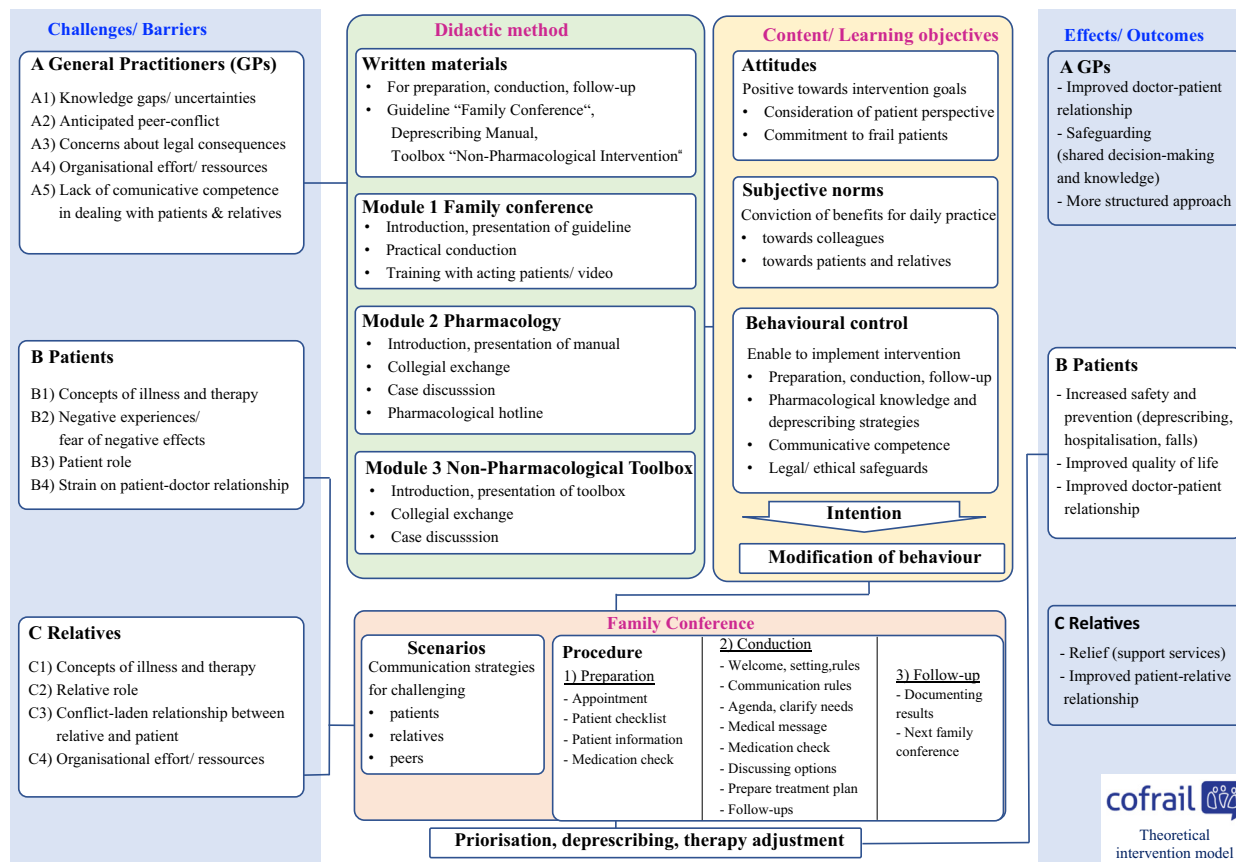 Challenges/ Barriers
A General Practitioners (GPs)
A1) Knowledge gaps/ uncertainties
A2) Anticipated peer-conflict
A3) Concerns about legal consequences
A4) Organisational effort/ ressources
A5) Lack of comunicative competence
in dealing with patients & relatives
B Patients
B1) Concepts of illness and therapy
B2) Negative experiences/
fear of negative effects
B3) Patient role
B4) Strain on patient-doctor relationship
C Relatives
C1) Concepts of illness and therapy
C2) Relative role
C3) Conflict-laden relationship between
relative and patient
C4) Organisational effort/ ressources
Didactic method
Written materials
• For preparation, conduction, follow-up
• Guideline “Family Conference“,
Deprescribing Manual,
Toolbox “Non-Pharmacological Intervention“
Module 1 Family conference
• Introduction, presentation of guideline
• Practical conduction
• Training with acting patients/ video
Module 2 Pharmacology
• Introduction, presentation of manual
• Collegial exchange
• Case discusssion
• Pharmacological hotline
Module 3 Non-Pharmacological Toolbox
• Introduction, presentation of toolbox
• Collegial exchange
• Case discusssion
Content/ Learning objectives
Attitudes
Positive towards intervention goals
• Consideration of patient perspective
• Commitment to frail patients
Subjective norms
Conviction of benefits for daily practice
• towards colleagues
• towards patients and relatives
Behavioural control
Enable to implement intervention
• Preparation, conduction, follow-up
• Pharmacological knowledge and
deprescribing strategies
• Communicative competence
• Legal/ ethical safeguards
Intention
Modification of behaviour
Family Conference
Scenarios
Communication strategies
for challenging
• patients
• relatives
• peers
Procedure
1) Preparation
- Appointment
- Patient checklist
- Patient information
- Medication check
2) Conduction
- Welcome, setting,rules
- Communication rules
- Agenda, clarify needs
- Medical message
- Medication check
- Discussing options
- Prepare treatment plan
- Follow-ups
3) Follow-up
- Documenting
results
- Next family
conference
Priorisation, deprescribing, therapy adjustment
Effects/ Outcomes
A GPs
- Improved doctor-patient
relationship
- Safeguarding
(shared decision-making
and knowledge)
- More structured approach
B Patients
- Increased safety and
prevention (deprescribing,
hospitalisation, falls)
- Improved quality of life
- Improved doctor-patient
relationship
C Relatives
- Relief (support services)
- Improved patient-relative
relationship
cofrail
Theoretical
intervention model